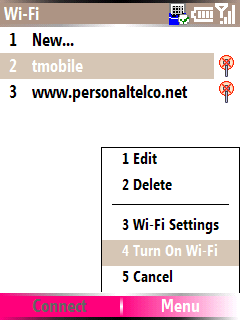 Wi-Fi
1 New...
2 tmobile
3 www.personaltelco.net
1 Edit
2 Delete
3 Wi-Fi Settings
4 Turn On Wi-Fi
5 Cancel
Connect Menu